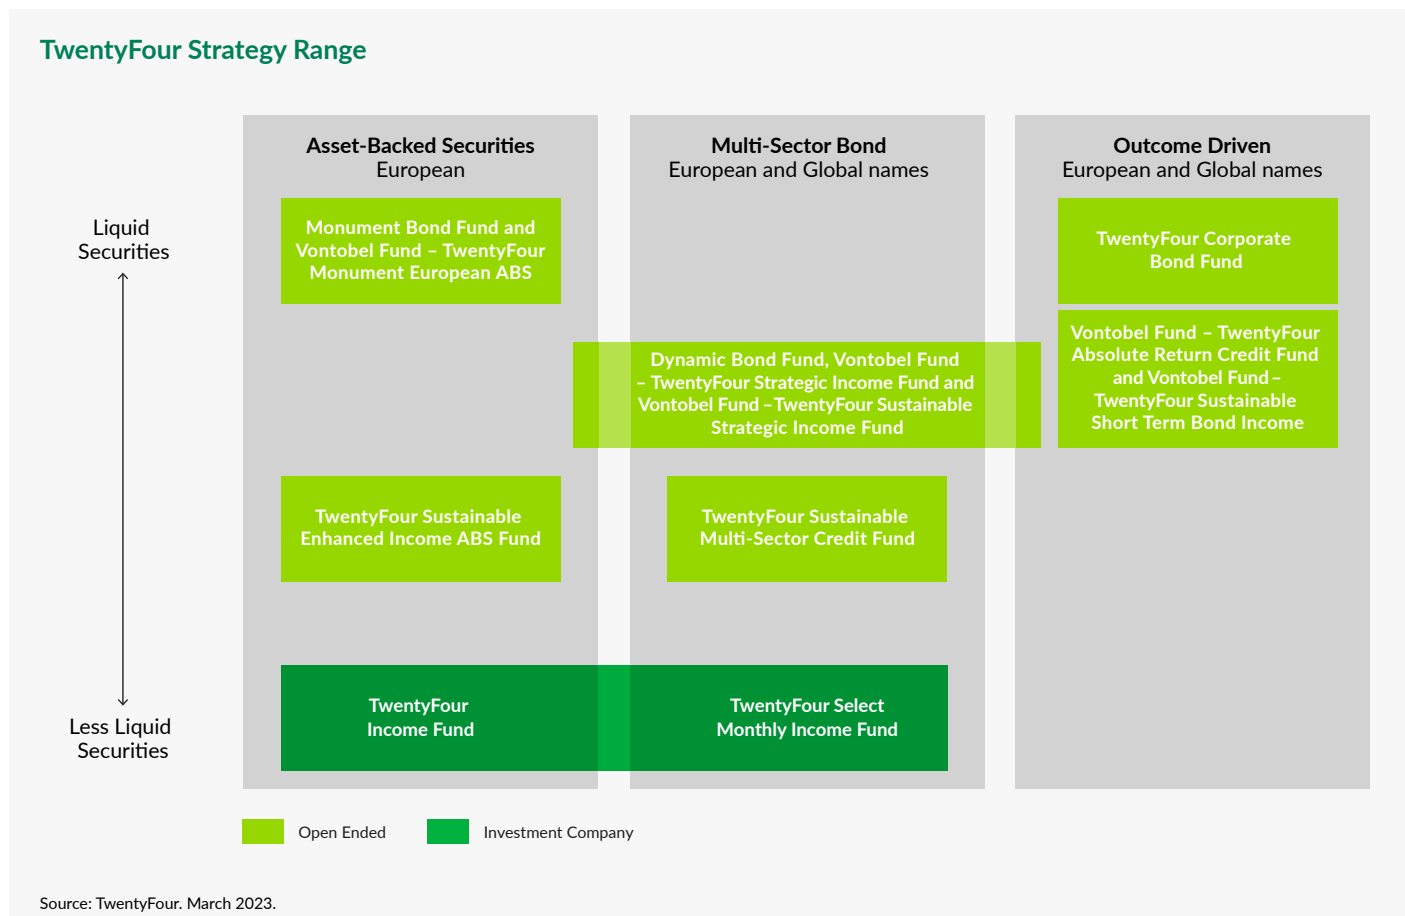 TwentyFour Strategy Range
Asset-Backed Securities
European
Multi-Sector Bond
European and Global names
Outcome Driven
European and Global names
Liquid
Securities
Less Liquid
Securities
Monument Bond Fund and
Vontobel Fund – TwentyFour
Monument European ABS
TwentyFour Corporate
Bond Fund
Dynamic Bond Fund, Vontobel Fund
– TwentyFour Strategic Income Fund and
Vontobel Fund – TwentyFour Sustainable
Strategic Income Fund
Vontobel Fund – TwentyFour
Absolute Return Credit Fund
and Vontobel Fund –
TwentyFour Sustainable
Short Term Bond Income
TwentyFour Sustainable
Enhanced Income ABS Fund
TwentyFour Sustainable
Multi-Sector Credit Fund
TwentyFour
Income Fund
TwentyFour Select
Monthly Income Fund
Open Ended
Investment Company
Source: TwentyFour. March 2023.